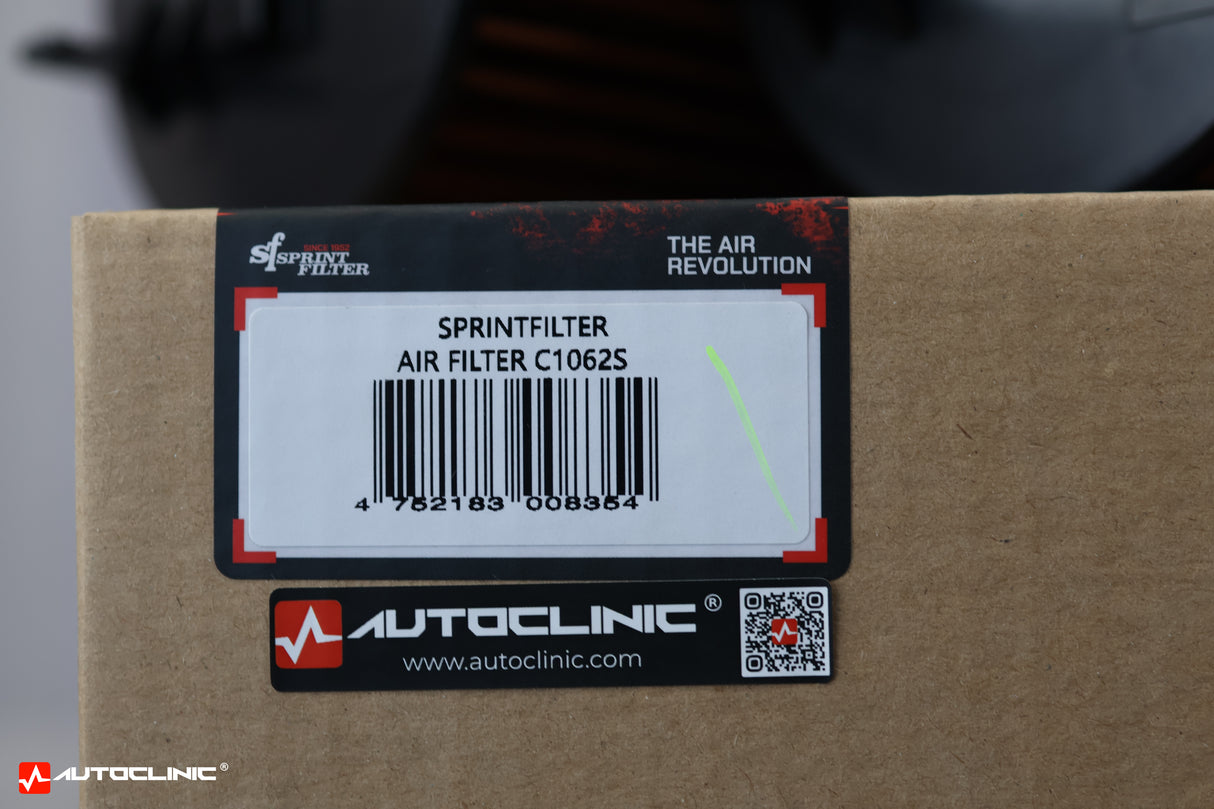 sf SINCE 1952
SPRINT
FILTER
THE AIR
REVOLUTION
SPRINTFILTER
AIR FILTER C1062S
4 752183 008354
AUTOCLINIC ®
www.autoclinic.com
AUTOCLINIC ®